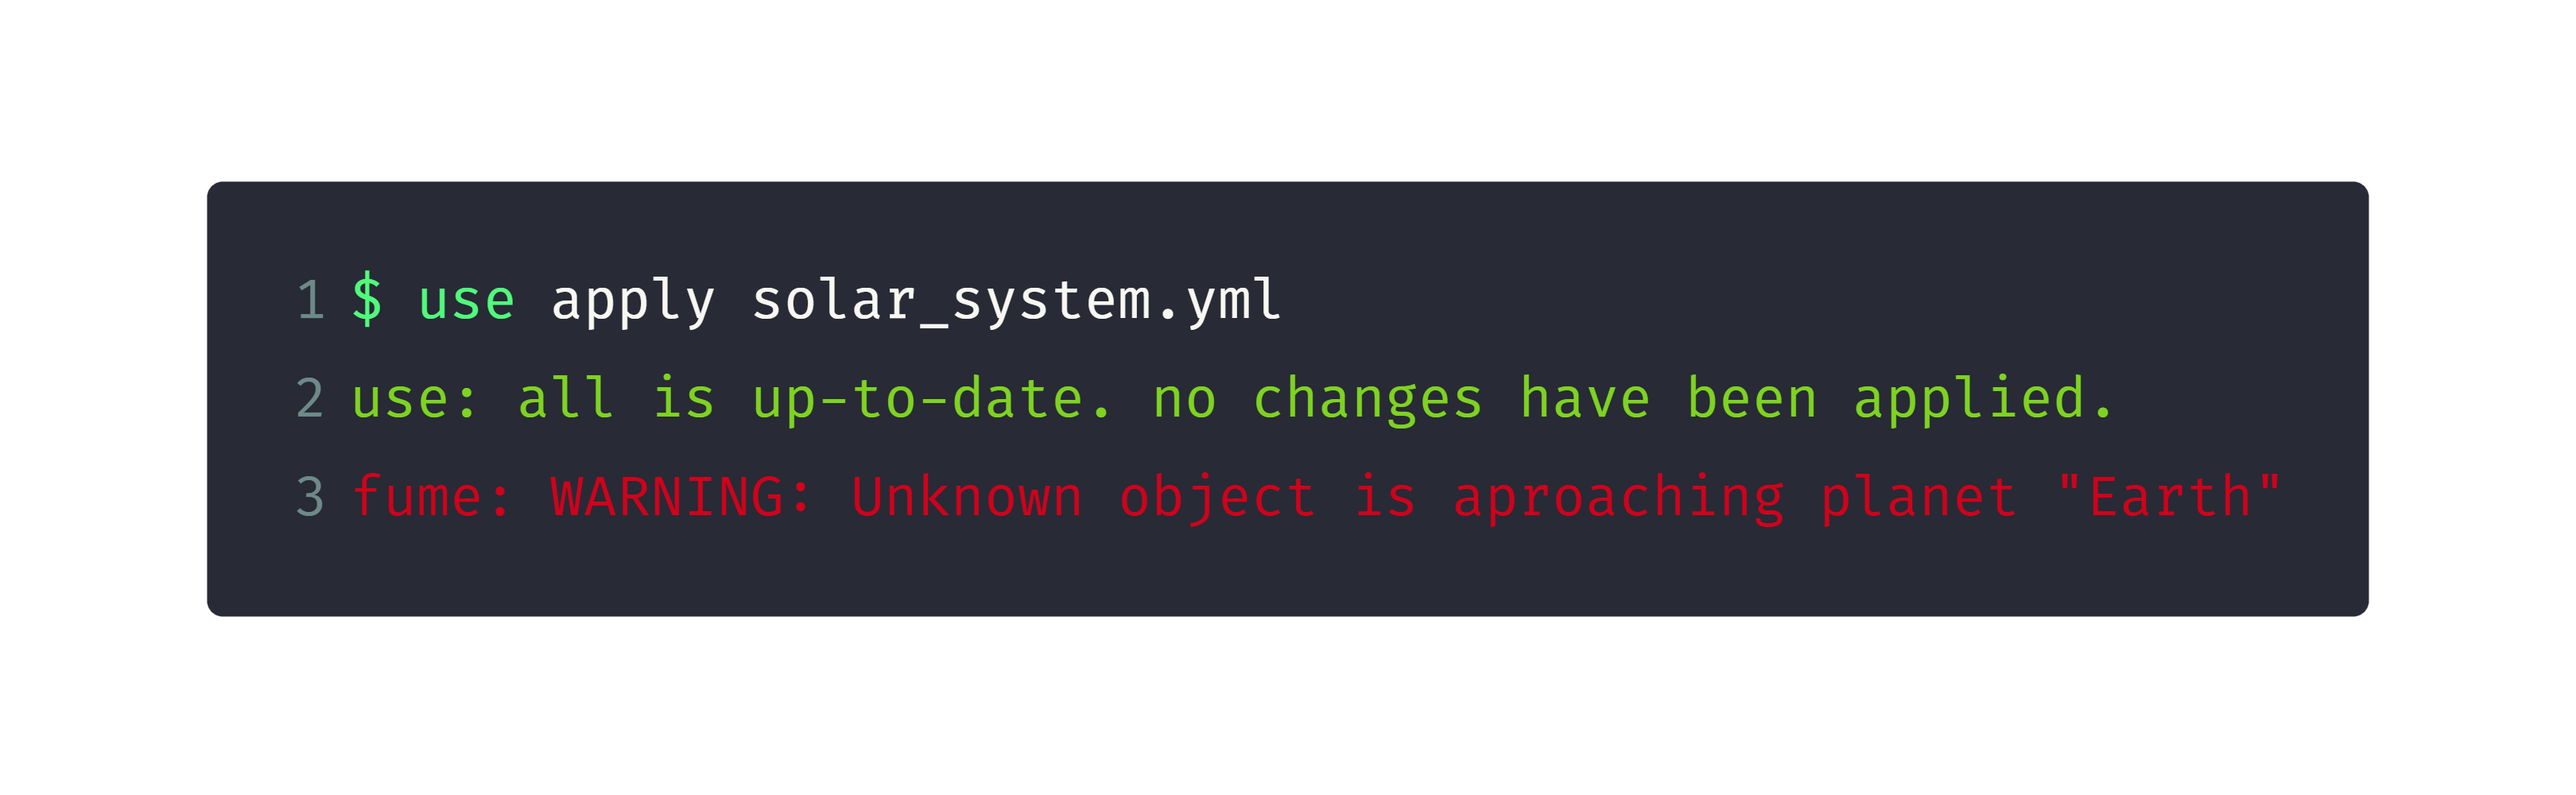 1 $ use apply solar_system.yml
2 use: all is up-to-date. no changes have been applied.
3 fume: WARNING: Unknown object is aproaching planet "Earth"